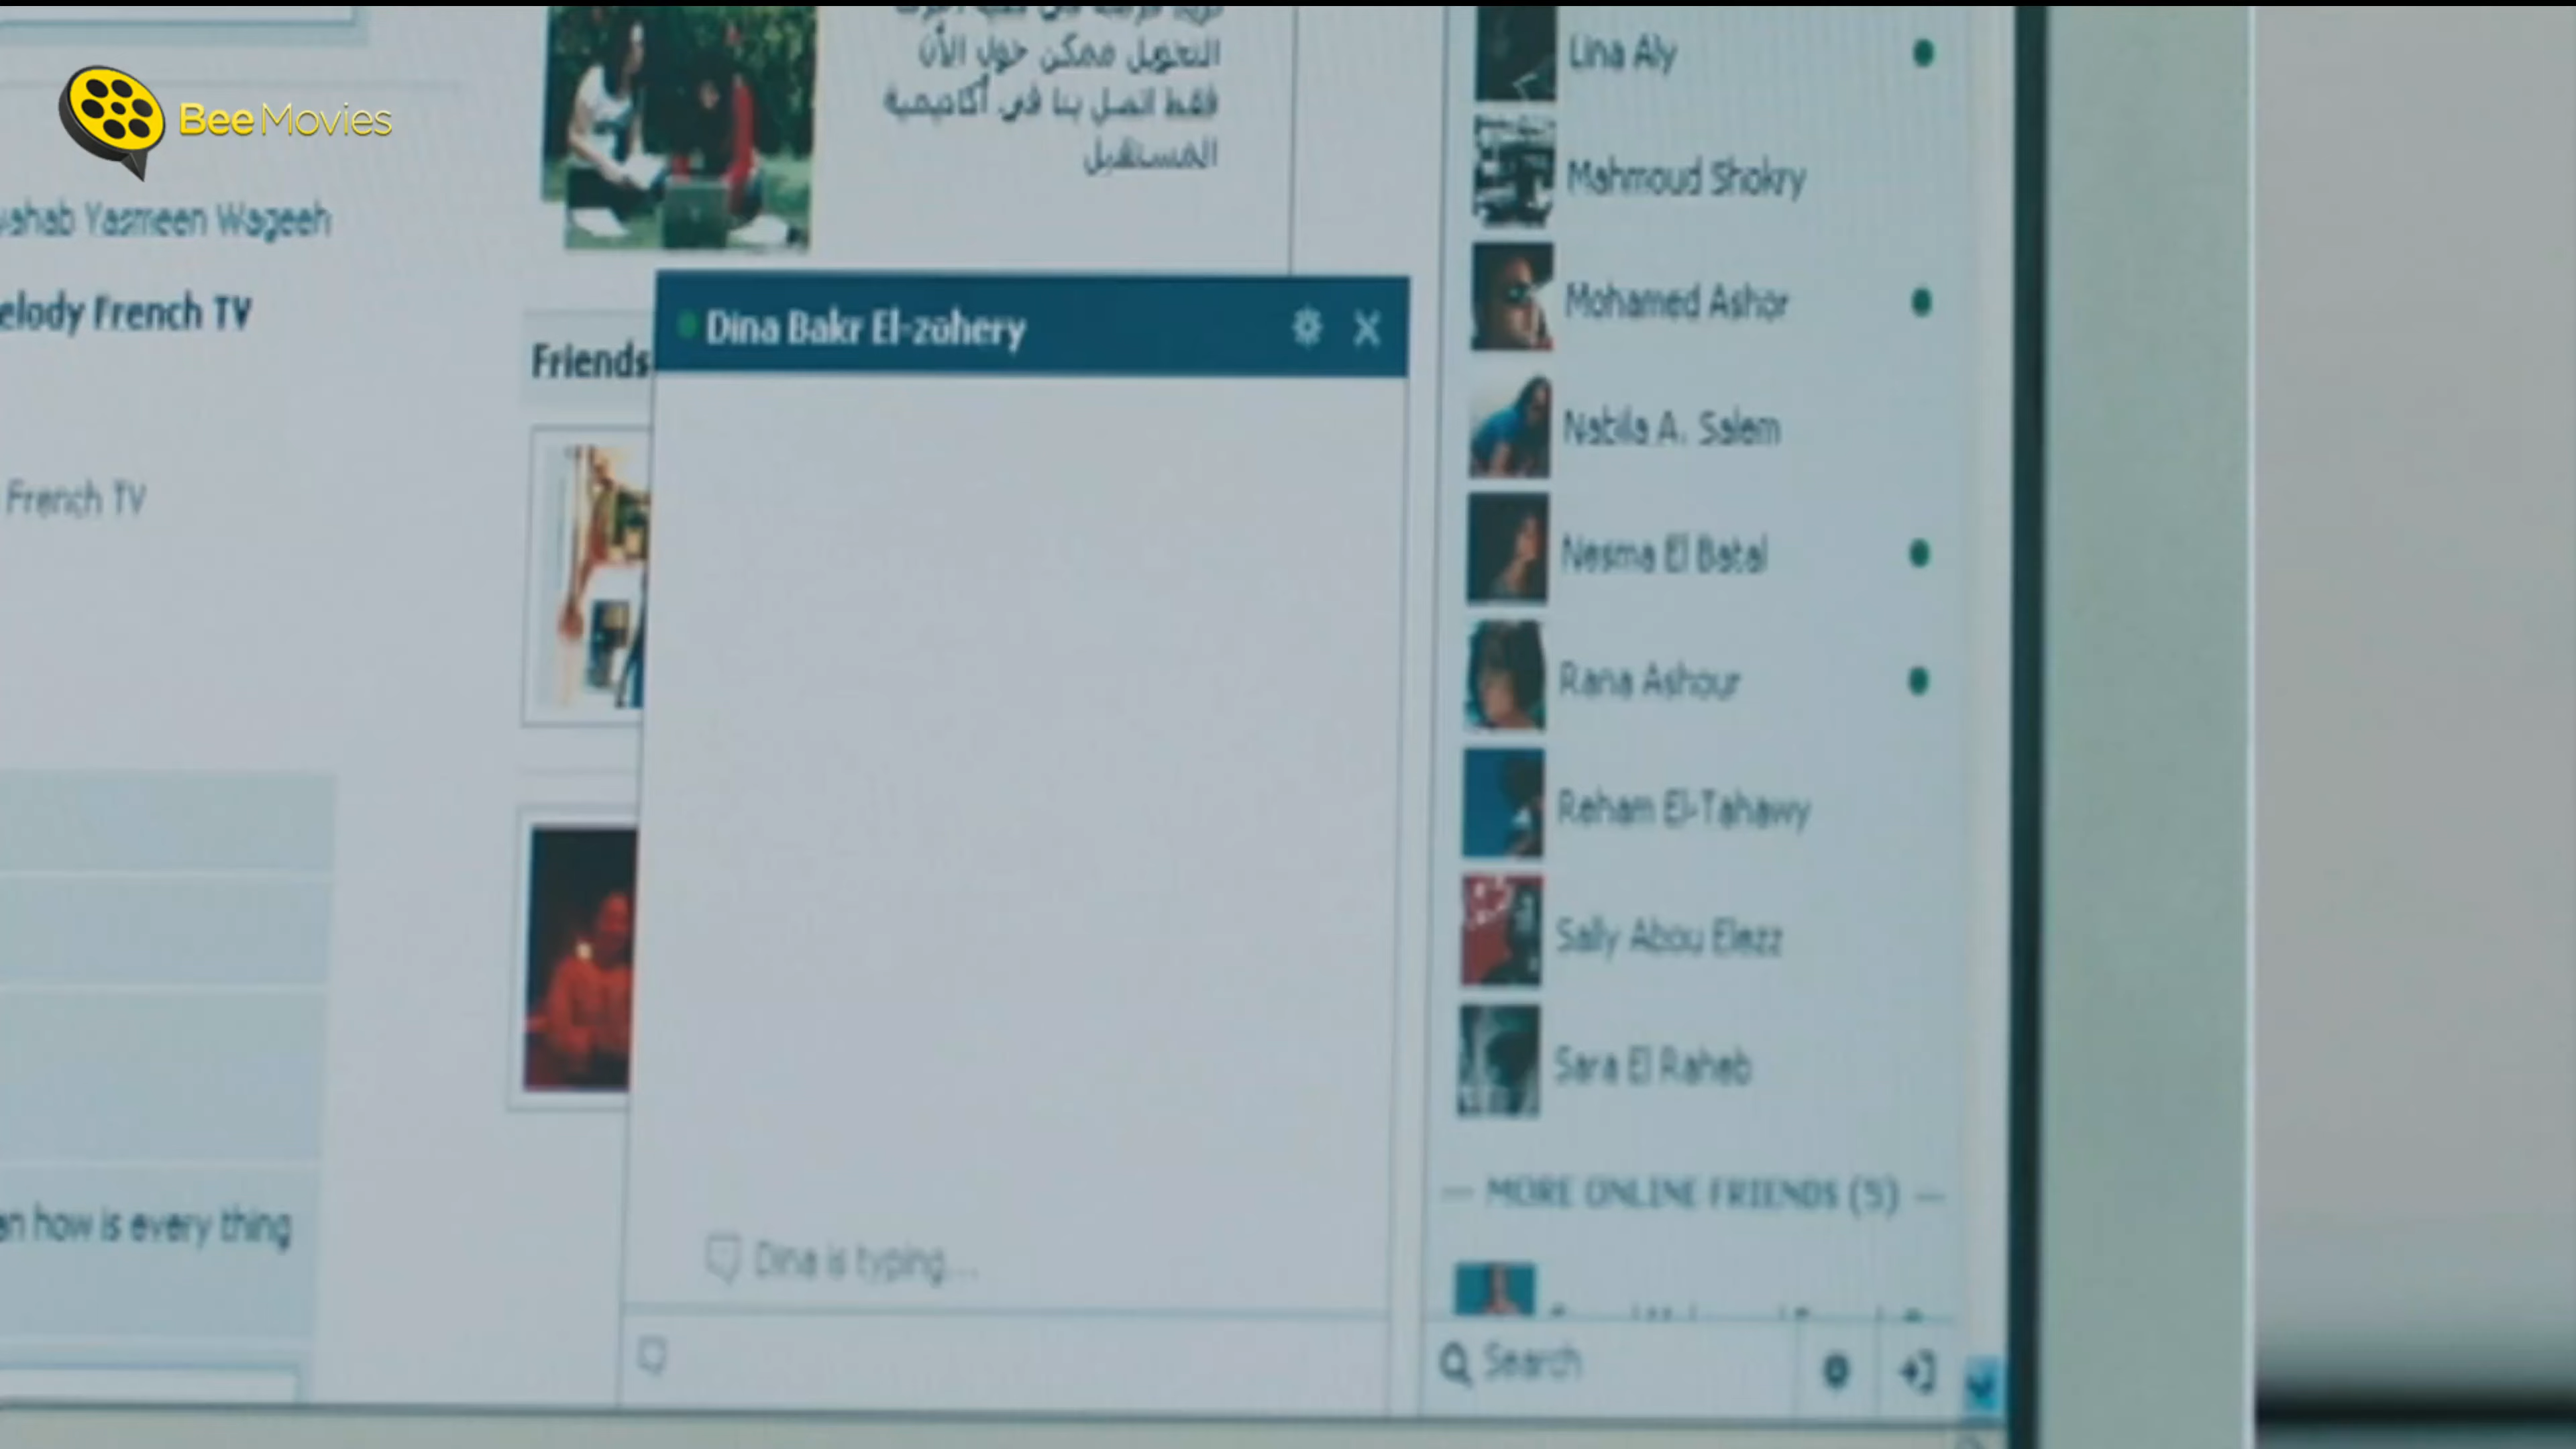 BeeMovies
Yasmeen Wageeh
elody French TV
French TV
an how is every thing
التحويل ممكن حول الأن
فقط اتصل بنا في أكاديمية
المستقبل
Friends
Dina Bakr El-zohery
Dina is typing...
Lina Aly
Mahmoud Shokry
Mohamed Ashor
Nabila A. Salem
Nesma El Batal
Rana Ashour
Reham El-Tahawy
Sally Abou Elezz
Sara El Raheb
MORE ONLINE FRIENDS (5)
Search